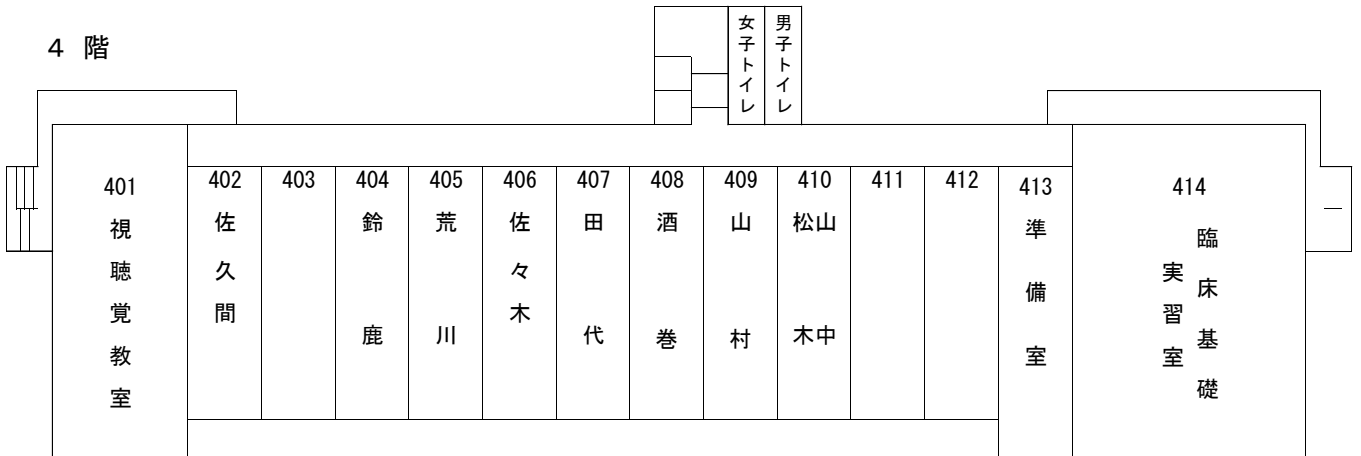 ４ 階
女子トイレ
男子トイレ
401
視聴覚教室
402
佐久間
403
404
鈴鹿
405
荒川
406
佐々木
407
田代
408
酒巻
409
山村
410
山中
松木
411
412
413
準備室
414
臨床基礎
実習室